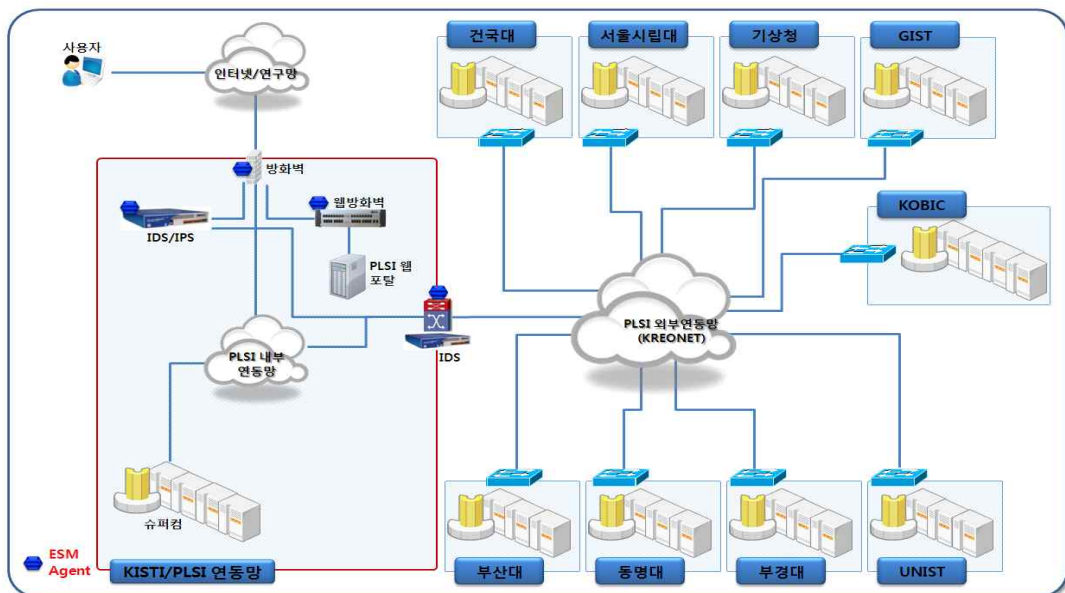 건국대
서울시립대
기상청
GIST
사용자
인터넷/연구망
방화벽
웹방화벽
IDS/IPS
PLSI 웹
포탈
KOBIC
PLSI 외부연동망
(KREONET)
PLSI 내부
연동망
IDS
슈퍼컴
ESM
Agent
KISTI/PLSI 연동망
부산대
동명대
부경대
UNIST